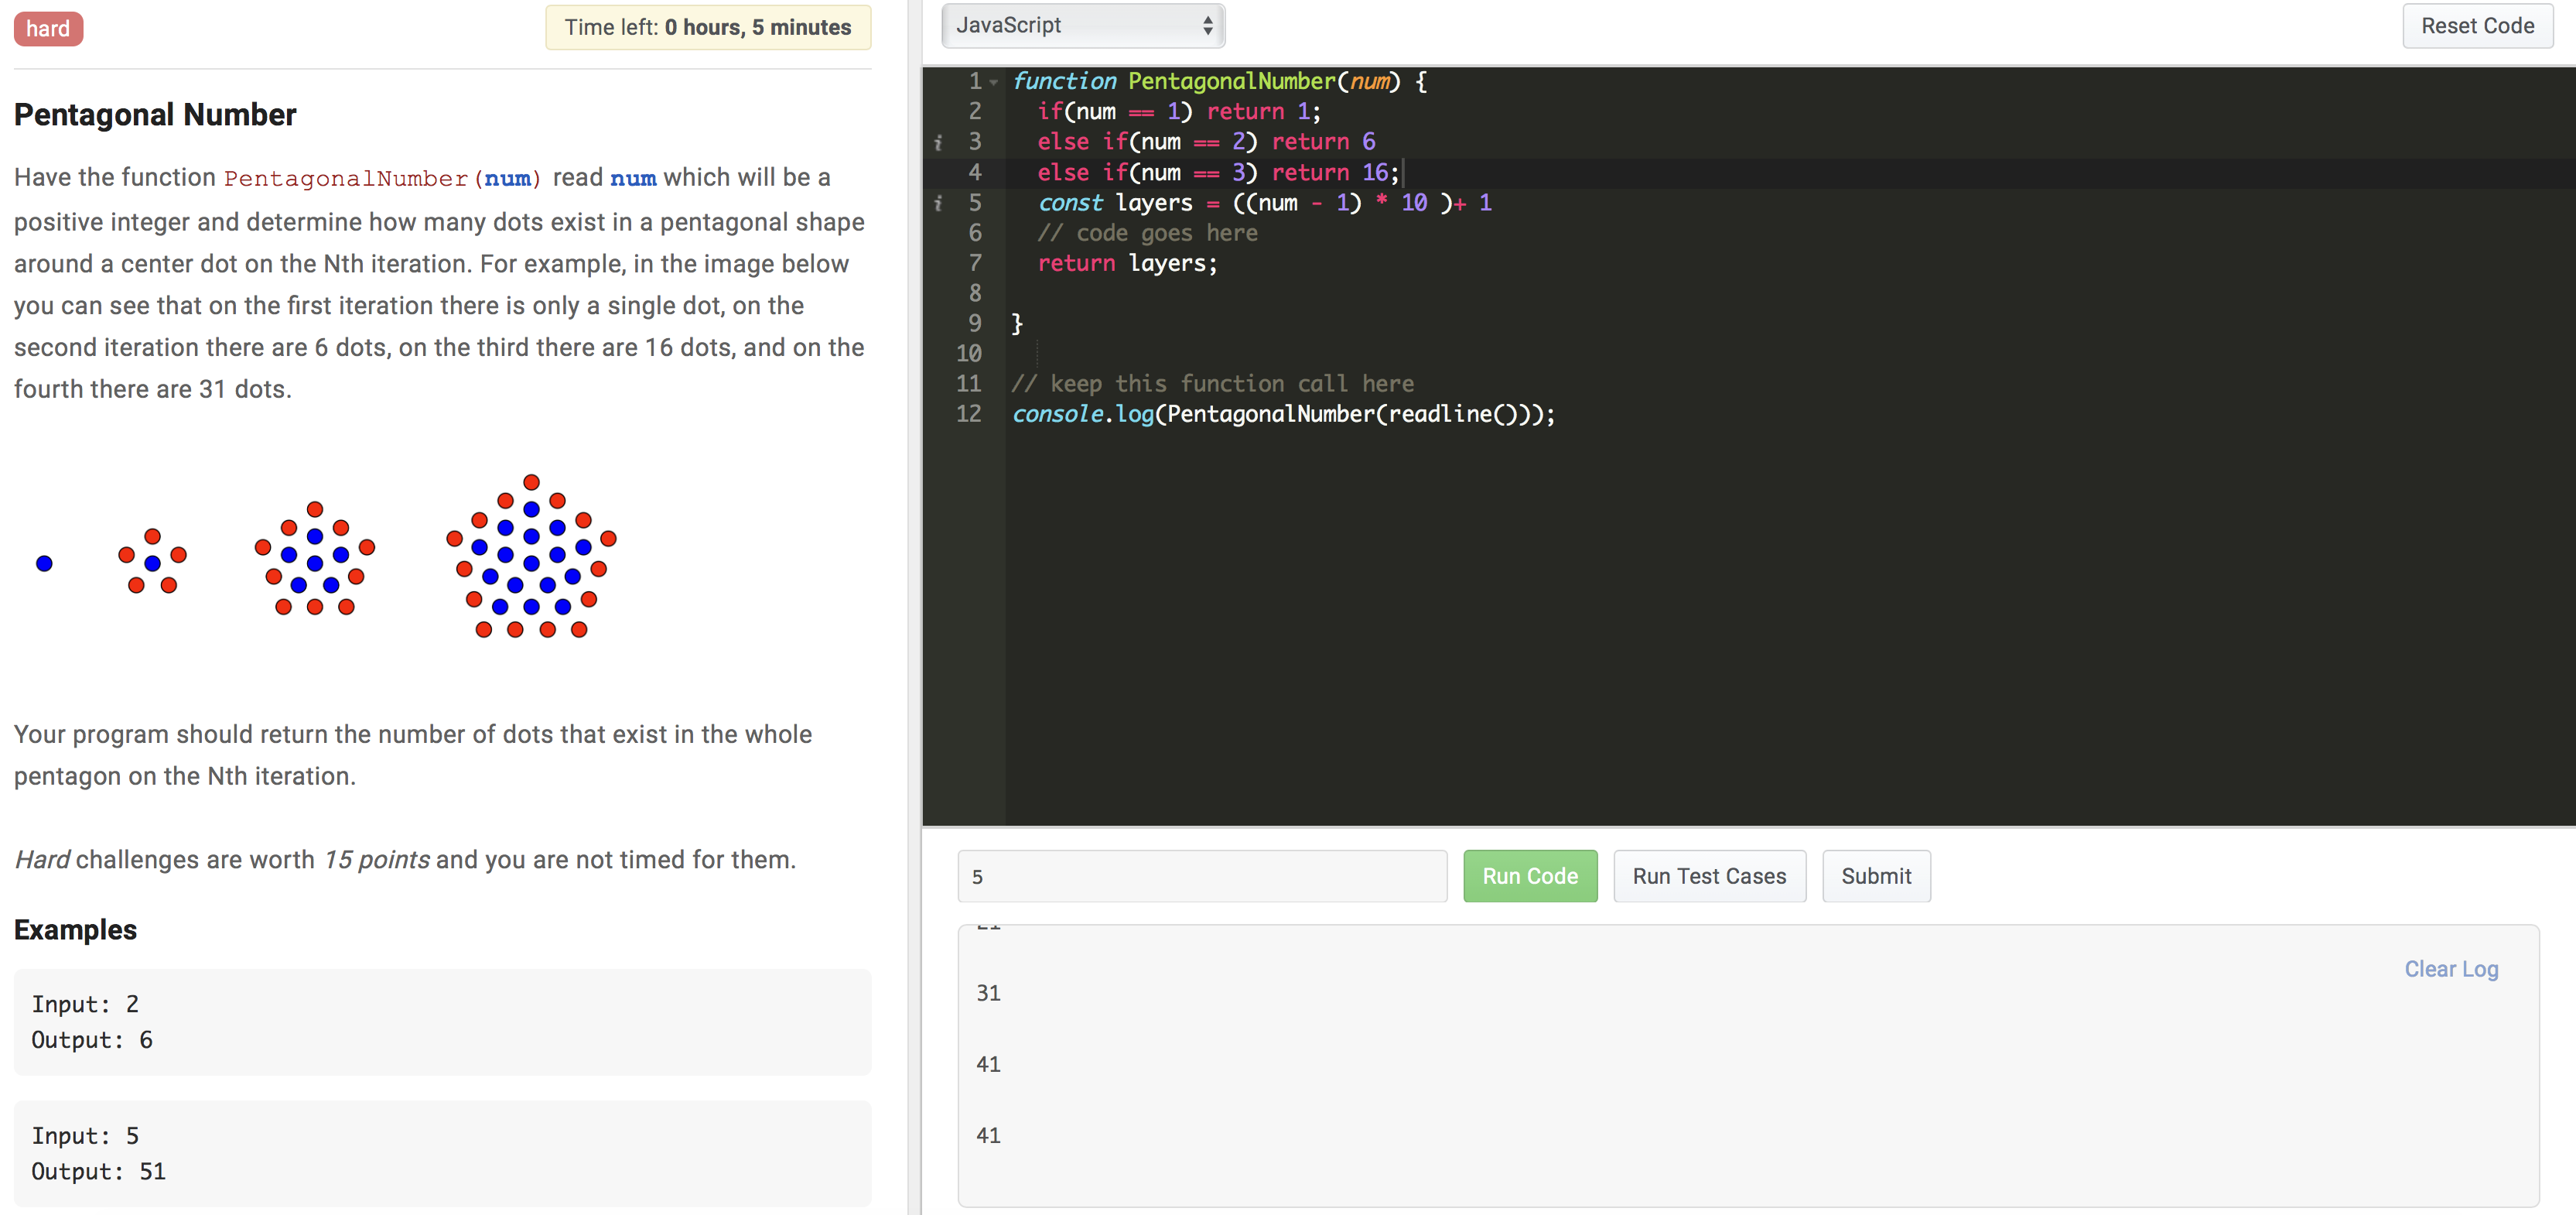 hard
Time left: 0 hours, 5 minutes
Pentagonal Number
Have the function PentagonalNumber(num) read num which will be a
positive integer and determine how many dots exist in a pentagonal shape
around a center dot on the Nth iteration. For example, in the image below
you can see that on the first iteration there is only a single dot, on the
second iteration there are 6 dots, on the third there are 16 dots, and on the
fourth there are 31 dots.
Your program should return the number of dots that exist in the whole
pentagon on the Nth iteration.
Hard challenges are worth 15 points and you are not timed for them.
Examples
Input: 2
Output: 6
Input: 5
Output: 51
JavaScript
Reset Code
1 function PentagonalNumber(num) {
2 if(num == 1) return 1;
i 3 else if(num == 2) return 6
4 else if(num == 3) return 16;
i 5 const layers = ((num - 1) * 10 )+ 1
6 // code goes here
7 return layers;
8
9 }
10
11 // keep this function call here
12 console.log(PentagonalNumber(readline()));
5
Run Code
Run Test Cases
Submit
Clear Log
31
41
41